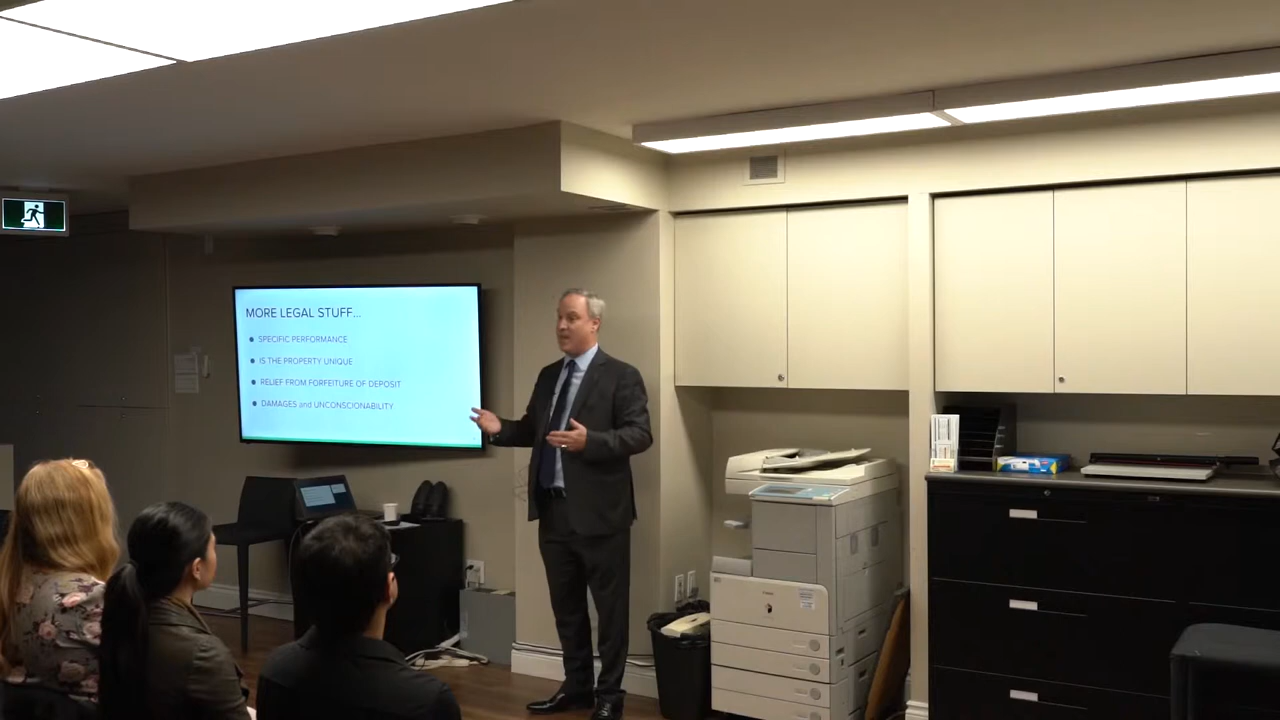 MORE LEGAL STUFF...
SPECIFIC PERFORMANCE
IS THE PROPERTY UNIQUE
RELIEF FROM FORFEITURE OF DEPOSIT
DAMAGES and UNCONSCIONABILITY